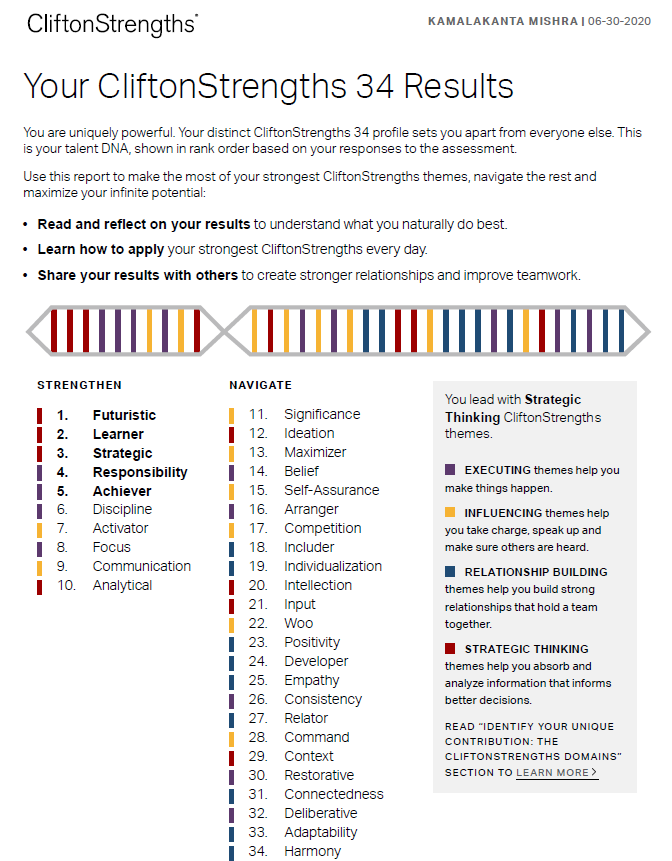 CliftonStrengths®
KAMALAKANTA MISHRA | 06-30-2020
Your CliftonStrengths 34 Results
You are uniquely powerful. Your distinct CliftonStrengths 34 profile sets you apart from everyone else. This
is your talent DNA, shown in rank order based on your responses to the assessment.
Use this report to make the most of your strongest CliftonStrengths themes, navigate the rest and
maximize your infinite potential:
• Read and reflect on your results to understand what you naturally do best.
• Learn how to apply your strongest CliftonStrengths every day.
• Share your results with others to create stronger relationships and improve teamwork.
STRENGTHEN
1. Futuristic
2. Learner
3. Strategic
4. Responsibility
5. Achiever
6. Discipline
7. Activator
8. Focus
9. Communication
10. Analytical
NAVIGATE
11. Significance
12. Ideation
13. Maximizer
14. Belief
15. Self-Assurance
16. Arranger
17. Competition
18. Includer
19. Individualization
20. Intellection
21. Input
22. Woo
23. Positivity
24. Developer
25. Empathy
26. Consistency
27. Relator
28. Command
29. Context
30. Restorative
31. Connectedness
32. Deliberative
33. Adaptability
34. Harmony
You lead with Strategic
Thinking CliftonStrengths
themes.
EXECUTING themes help you
make things happen.
INFLUENCING themes help
you take charge, speak up and
make sure others are heard.
RELATIONSHIP BUILDING
themes help you build strong
relationships that hold a team
together.
STRATEGIC THINKING
themes help you absorb and
analyze information that informs
better decisions.
READ “IDENTIFY YOUR UNIQUE
CONTRIBUTION: THE
CLIFTONSTRENGTHS DOMAINS”
SECTION TO LEARN MORE >